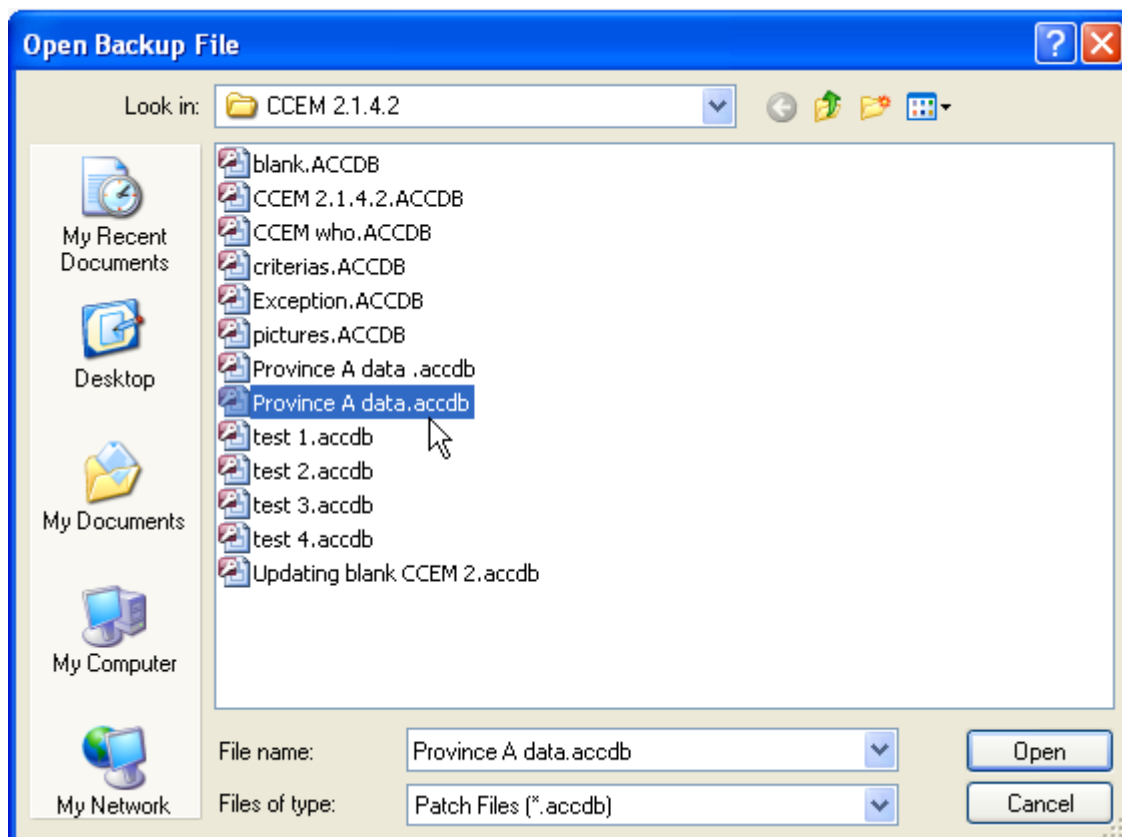 Open Backup File
Look in: CCEM 2.1.4.2
My Recent
Documents
Desktop
My Documents
My Computer
My Network
blank.ACCDB
CCEM 2.1.4.2.ACCDB
CCEM who.ACCDB
criterias.ACCDB
Exception.ACCDB
pictures.ACCDB
Province A data .accdb
Province A data.accdb
test 1.accdb
test 2.accdb
test 3.accdb
test 4.accdb
Updating blank CCEM 2.accdb
File name: Province A data.accdb Open
Files of type: Patch Files (*.accdb) Cancel